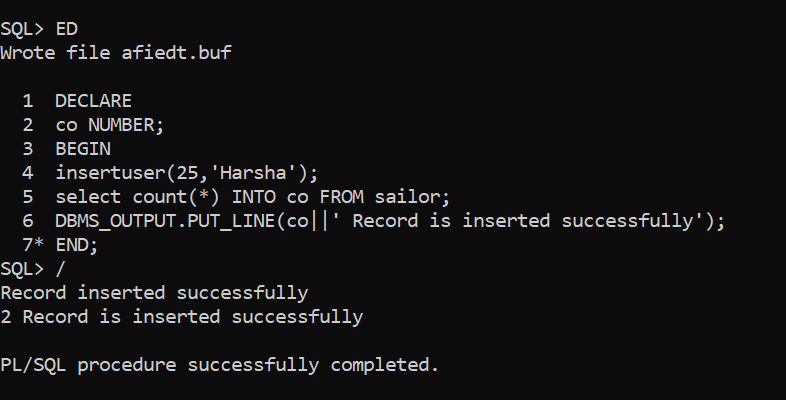 SQL> ED
Wrote file afiedt.buf
1 DECLARE
2 co NUMBER;
3 BEGIN
4 insertuser(25,'Harsha');
5 select count(*) INTO co FROM sailor;
6 DBMS_OUTPUT.PUT_LINE(co||' Record is inserted successfully');
7* END;
SQL> /
Record inserted successfully
2 Record is inserted successfully
PL/SQL procedure successfully completed.